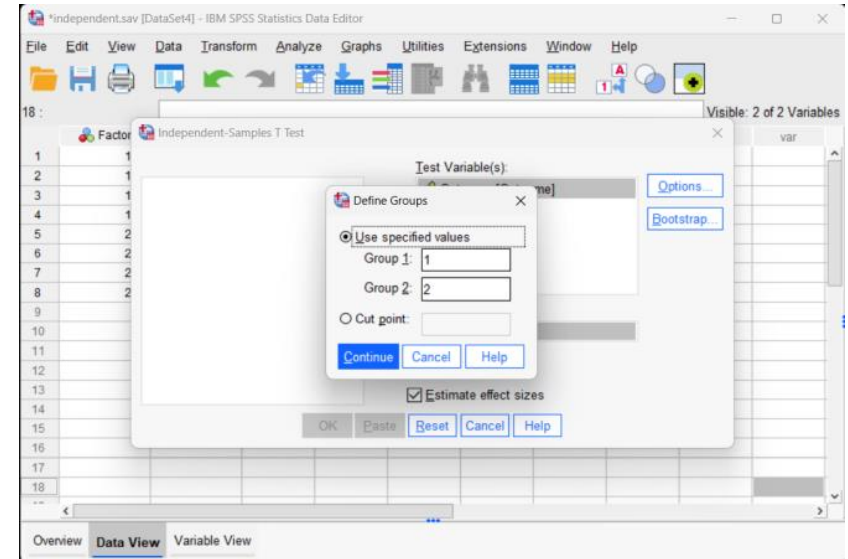 *independent.sav [DataSet4] - IBM SPSS Statistics Data Editor
File Edit View Data Transform Analyze Graphs Utilities Extensions Window Help
18 : Visible: 2 of 2 Variables
Factor var
Independent-Samples T Test
Test Variable(s):
me]
Options...
Bootstrap...
Define Groups
Use specified values
Group 1: 1
Group 2: 2
Cut point:
Continue Cancel Help
Estimate effect sizes
OK Paste Reset Cancel Help
1 1
2 1
3 1
4 1
5 2
6 2
7 2
8 2
9
10
11
12
13
14
15
16
17
18
Overview Data View Variable View